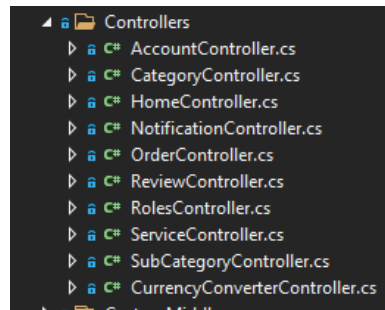 Controllers
C# AccountController.cs
C# CategoryController.cs
C# HomeController.cs
C# NotificationController.cs
C# OrderController.cs
C# ReviewController.cs
C# RolesController.cs
C# ServiceController.cs
C# SubCategoryController.cs
C# CurrencyConverterController.cs